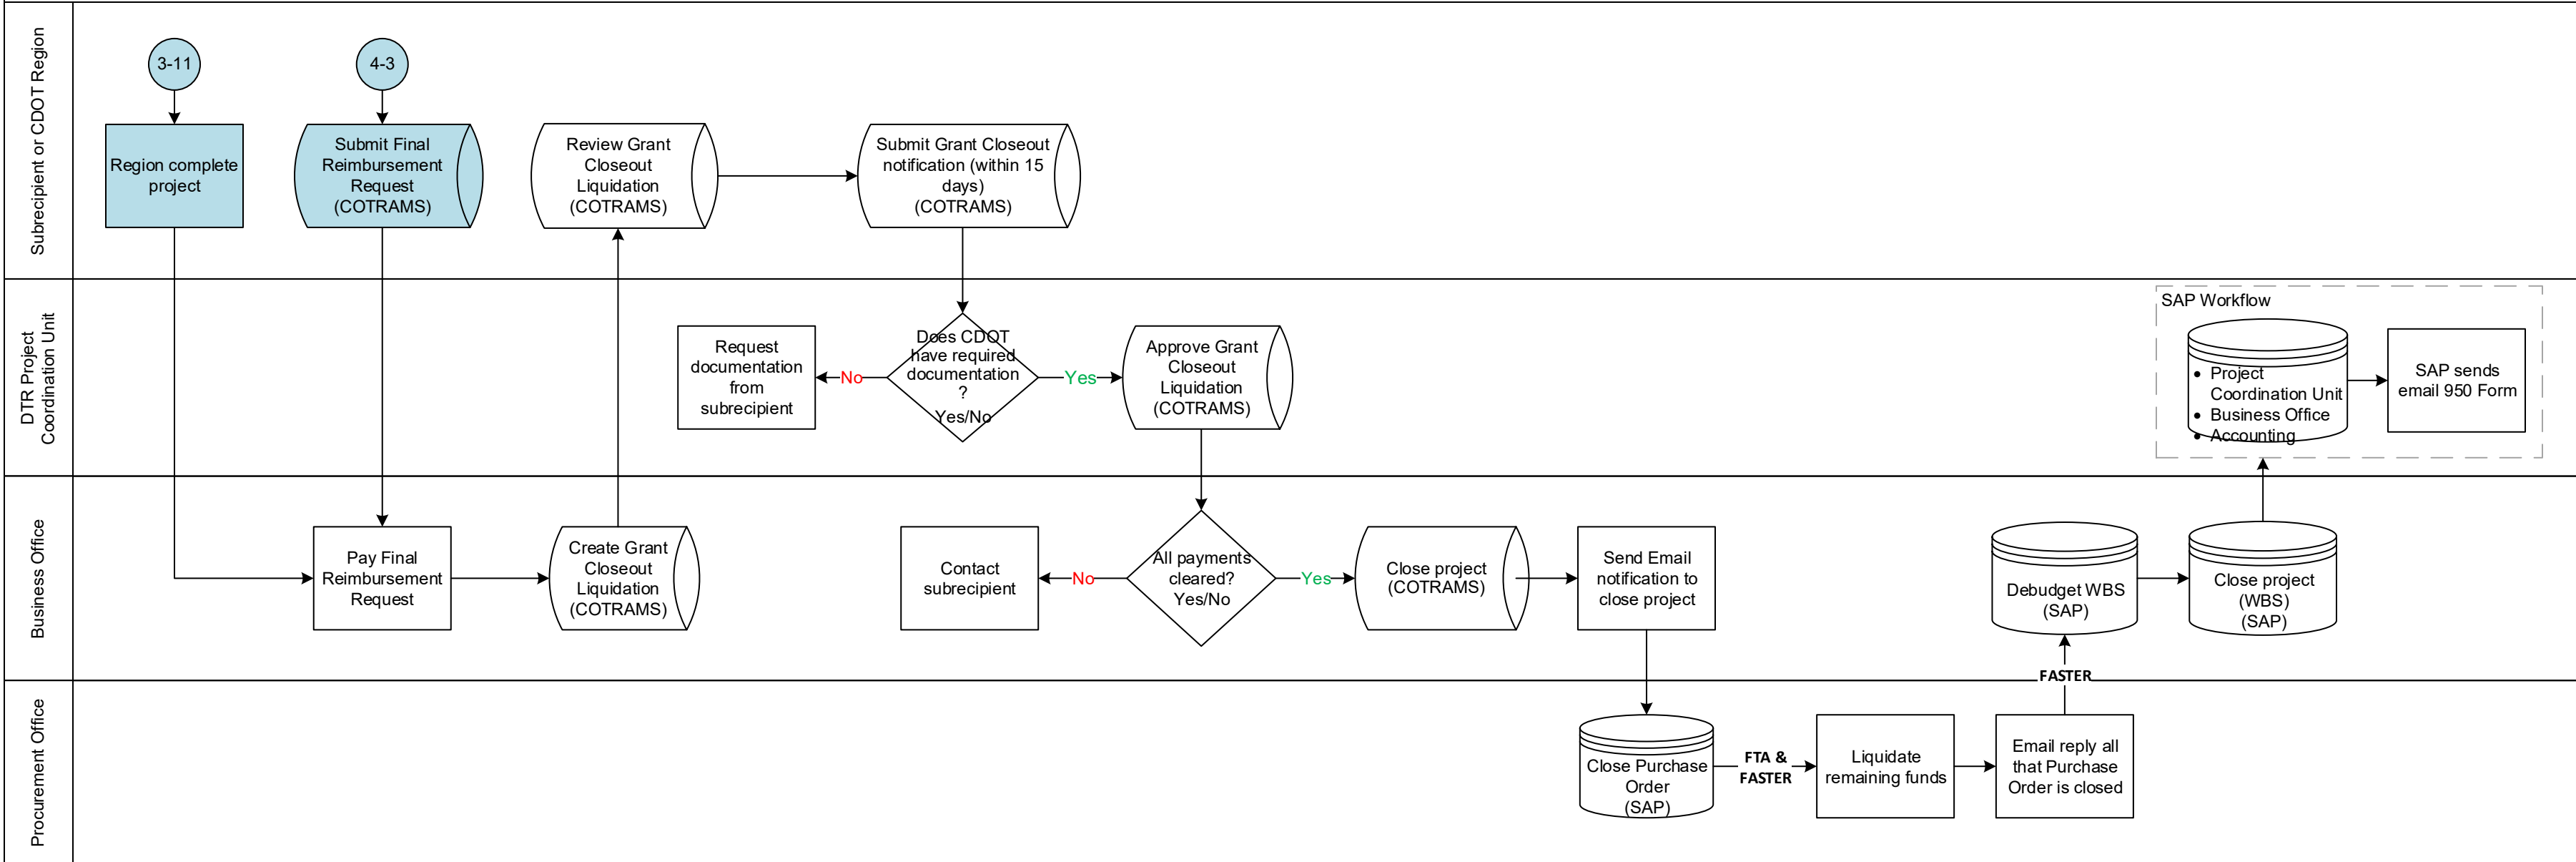 Subrecipient or CDOT Region
3-11
4-3
Region complete
project
Submit Final
Reimbursement
Request
(COTRAMS)
Review Grant
Closeout
Liquidation
(COTRAMS)
Submit Grant Closeout
notification (within 15
days)
(COTRAMS)
DTR Project
Coordination Unit
Request
documentation
from
subrecipient
No
Does CDOT
have required
documentation
?
Yes/No
Yes
Approve Grant
Closeout
Liquidation
(COTRAMS)
SAP Workflow
• Project
Coordination Unit
• Business Office
• Accounting
SAP sends
email 950 Form
Business Office
Pay Final
Reimbursement
Request
Create Grant
Closeout
Liquidation
(COTRAMS)
Contact
subrecipient
No
All payments
cleared?
Yes/No
Yes
Close project
(COTRAMS)
Send Email
notification to
close project
Debudget WBS
(SAP)
Close project
(WBS)
(SAP)
FASTER
Procurement Office
Close Purchase
Order
(SAP)
FTA &
FASTER
Liquidate
remaining funds
Email reply all
that Purchase
Order is closed